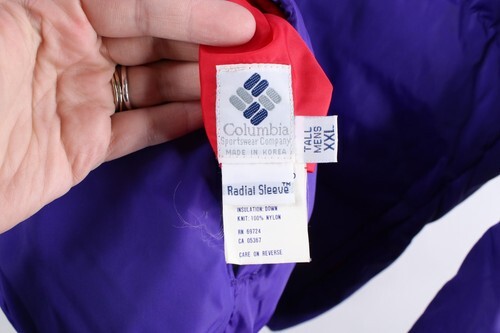 Columbia
Sportswear Company
MADE IN KOREA
TALL
MENS
XXL
Radial Sleeve™
INSULATION DOWN
KNIT: 100% NYLON
RN 69724
CA 05367
CARE ON REVERSE